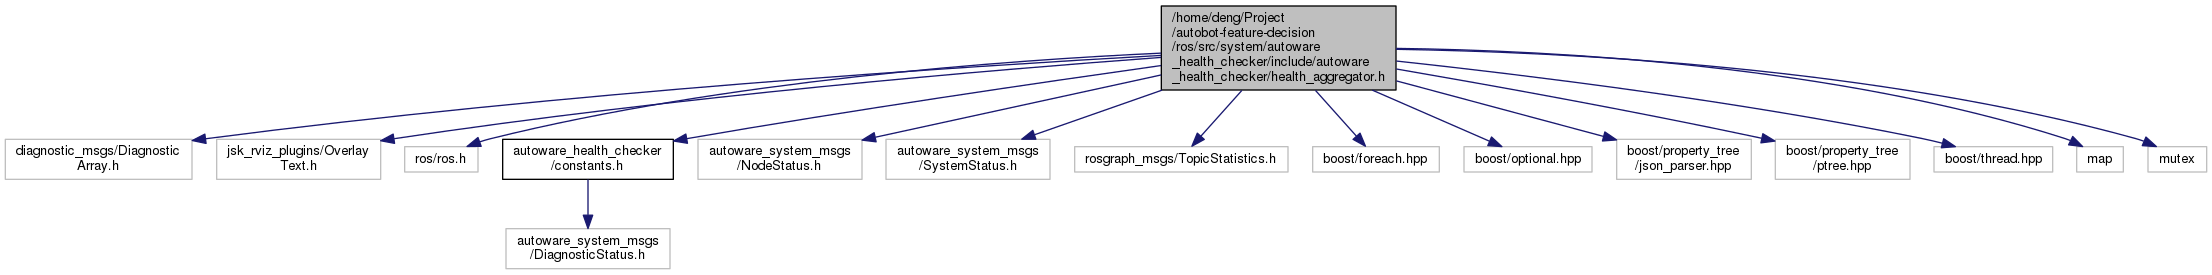 /home/deng/Project
/autobot-feature-decision
/ros/src/system/autoware
_health_checker/include/autoware
_health_checker/health_aggregator.h
diagnostic_msgs/Diagnostic
Array.h
jsk_rviz_plugins/Overlay
Text.h
ros/ros.h
autoware_health_checker
/constants.h
autoware_system_msgs
/NodeStatus.h
autoware_system_msgs
/SystemStatus.h
rosgraph_msgs/TopicStatistics.h
boost/foreach.hpp
boost/optional.hpp
boost/property_tree
/json_parser.hpp
boost/property_tree
/ptree.hpp
boost/thread.hpp
map
mutex
autoware_system_msgs
/DiagnosticStatus.h